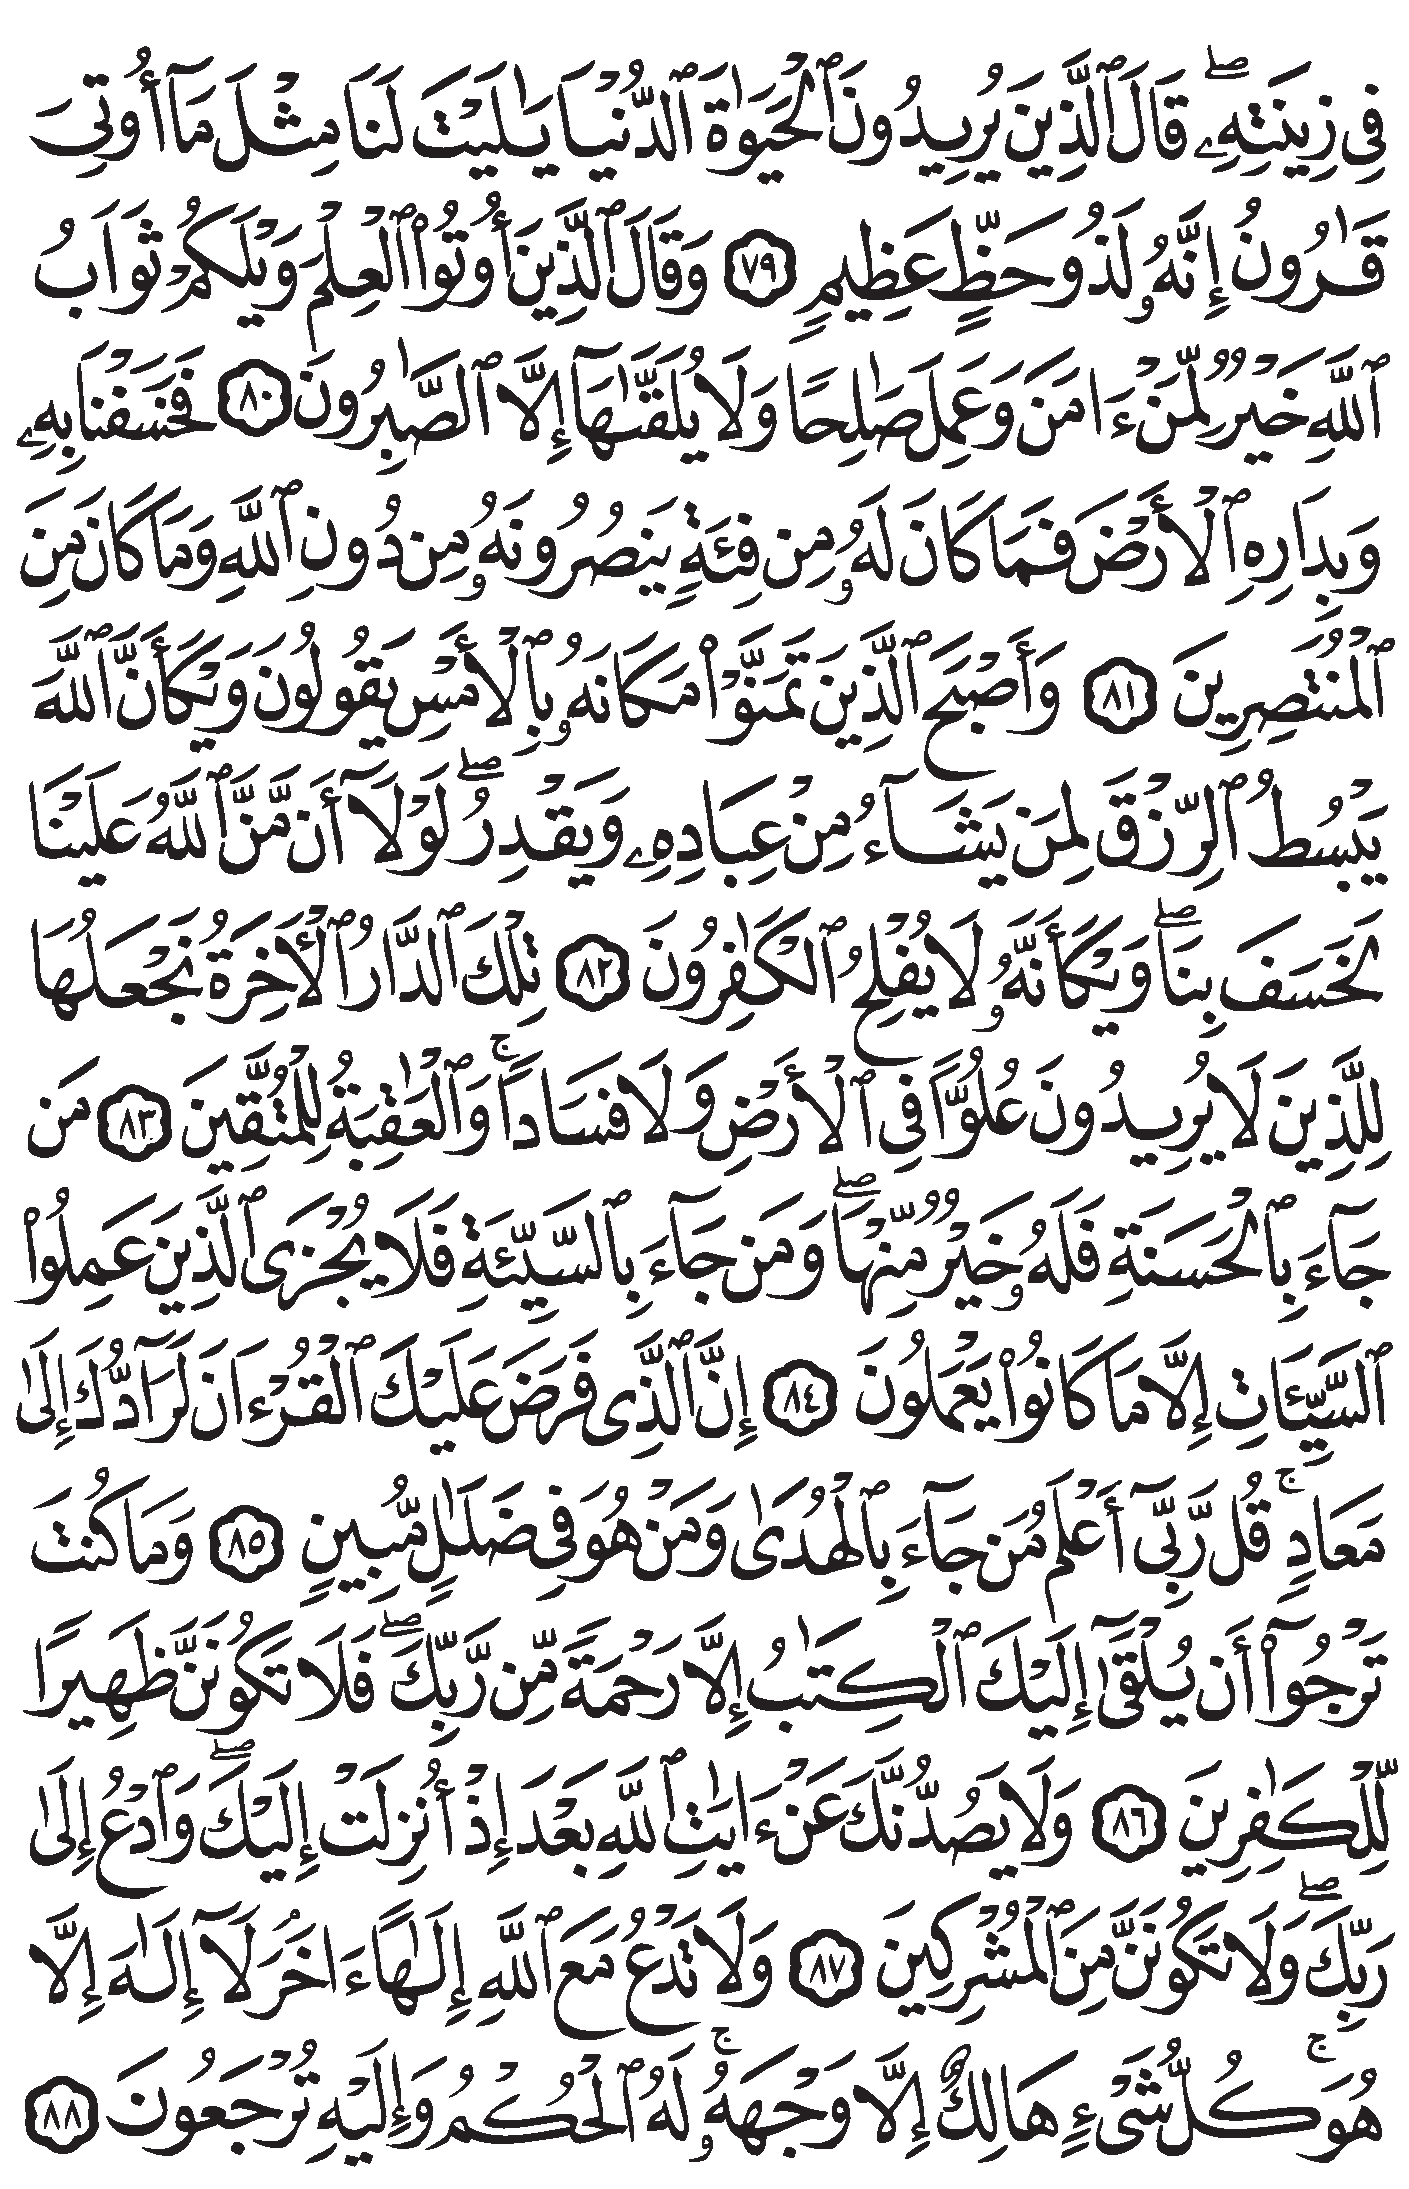 فِي زِينَتِهِۦۖ قَالَ ٱلَّذِينَ يُرِيدُونَ ٱلْحَيَوٰةَ ٱلدُّنْيَا يَٰلَيْتَ لَنَا مِثْلَ مَآ أُوتِيَ
قَٰرُونُ إِنَّهُۥ لَذُو حَظٍّ عَظِيمٍ ٧٩ وَقَالَ ٱلَّذِينَ أُوتُوا۟ ٱلْعِلْمَ وَيْلَكُمْ ثَوَابُ
ٱللَّهِ خَيْرٌ لِّمَنْ ءَامَنَ وَعَمِلَ صَٰلِحًا وَلَا يُلَقَّىٰهَآ إِلَّا ٱلصَّٰبِرُونَ ٨٠ فَخَسَفْنَا بِهِۦ
وَبِدَارِهِ ٱلْأَرْضَ فَمَا كَانَ لَهُۥ مِن فِئَةٍ يَنصُرُونَهُۥ مِن دُونِ ٱللَّهِ وَمَا كَانَ مِنَ
ٱلْمُنتَصِرِينَ ٨١ وَأَصْبَحَ ٱلَّذِينَ تَمَنَّوْا۟ مَكَانَهُۥ بِٱلْأَمْسِ يَقُولُونَ وَيْكَأَنَّ ٱللَّهَ
يَبْسُطُ ٱلرِّزْقَ لِمَن يَشَآءُ مِنْ عِبَادِهِۦ وَيَقْدِرُۖ لَوْلَآ أَن مَّنَّ ٱللَّهُ عَلَيْنَا
لَخَسَفَ بِنَاۖ وَيْكَأَنَّهُۥ لَا يُفْلِحُ ٱلْكَٰفِرُونَ ٨٢ تِلْكَ ٱلدَّارُ ٱلْأَخِرَةُ نَجْعَلُهَا
لِلَّذِينَ لَا يُرِيدُونَ عُلُوًّا فِي ٱلْأَرْضِ وَلَا فَسَادًاۚ وَٱلْعَٰقِبَةُ لِلْمُتَّقِينَ ٨٣ مَن
جَآءَ بِٱلْحَسَنَةِ فَلَهُۥ خَيْرٌ مِّنْهَاۖ وَمَن جَآءَ بِٱلسَّيِّئَةِ فَلَا يُجْزَى ٱلَّذِينَ عَمِلُوا۟
ٱلسَّيِّـَٔاتِ إِلَّا مَا كَانُوا۟ يَعْمَلُونَ ٨٤ إِنَّ ٱلَّذِي فَرَضَ عَلَيْكَ ٱلْقُرْءَانَ لَرَآدُّكَ إِلَىٰ
مَعَادٍۚ قُل رَّبِّيٓ أَعْلَمُ مَن جَآءَ بِٱلْهُدَىٰ وَمَنْ هُوَ فِي ضَلَٰلٍ مُّبِينٍ ٨٥ وَمَا كُنتَ
تَرْجُوٓا۟ أَن يُلْقَىٰٓ إِلَيْكَ ٱلْكِتَٰبُ إِلَّا رَحْمَةً مِّن رَّبِّكَۖ فَلَا تَكُونَنَّ ظَهِيرًا
لِّلْكَٰفِرِينَ ٨٦ وَلَا يَصُدُّنَّكَ عَنْ ءَايَٰتِ ٱللَّهِ بَعْدَ إِذْ أُنزِلَتْ إِلَيْكَۖ وَٱدْعُ إِلَىٰ
رَبِّكَۖ وَلَا تَكُونَنَّ مِنَ ٱلْمُشْرِكِينَ ٨٧ وَلَا تَدْعُ مَعَ ٱللَّهِ إِلَٰهًا ءَاخَرَ لَآ إِلَٰهَ إِلَّا
هُوَۚ كُلُّ شَيْءٍ هَالِكٌ إِلَّا وَجْهَهُۥۚ لَهُ ٱلْحُكْمُ وَإِلَيْهِ تُرْجَعُونَ ٨٨